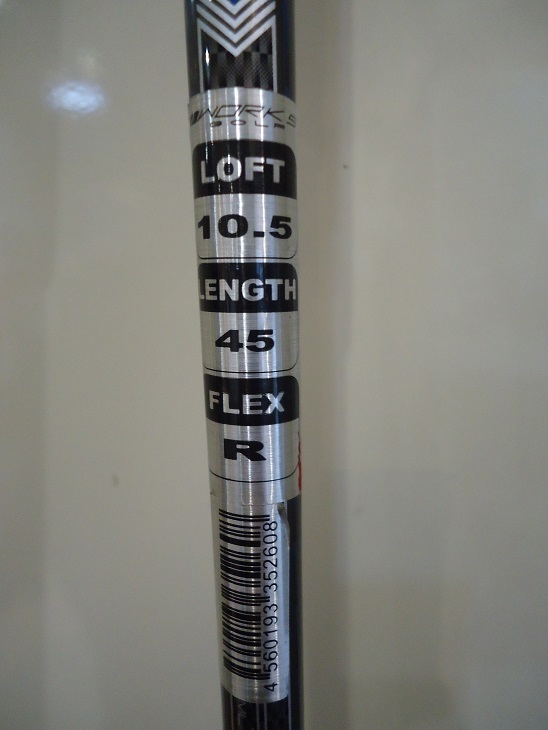 WORKS
GOLF
LOFT
10.5
LENGTH
45
FLEX
R
4 560193 352608